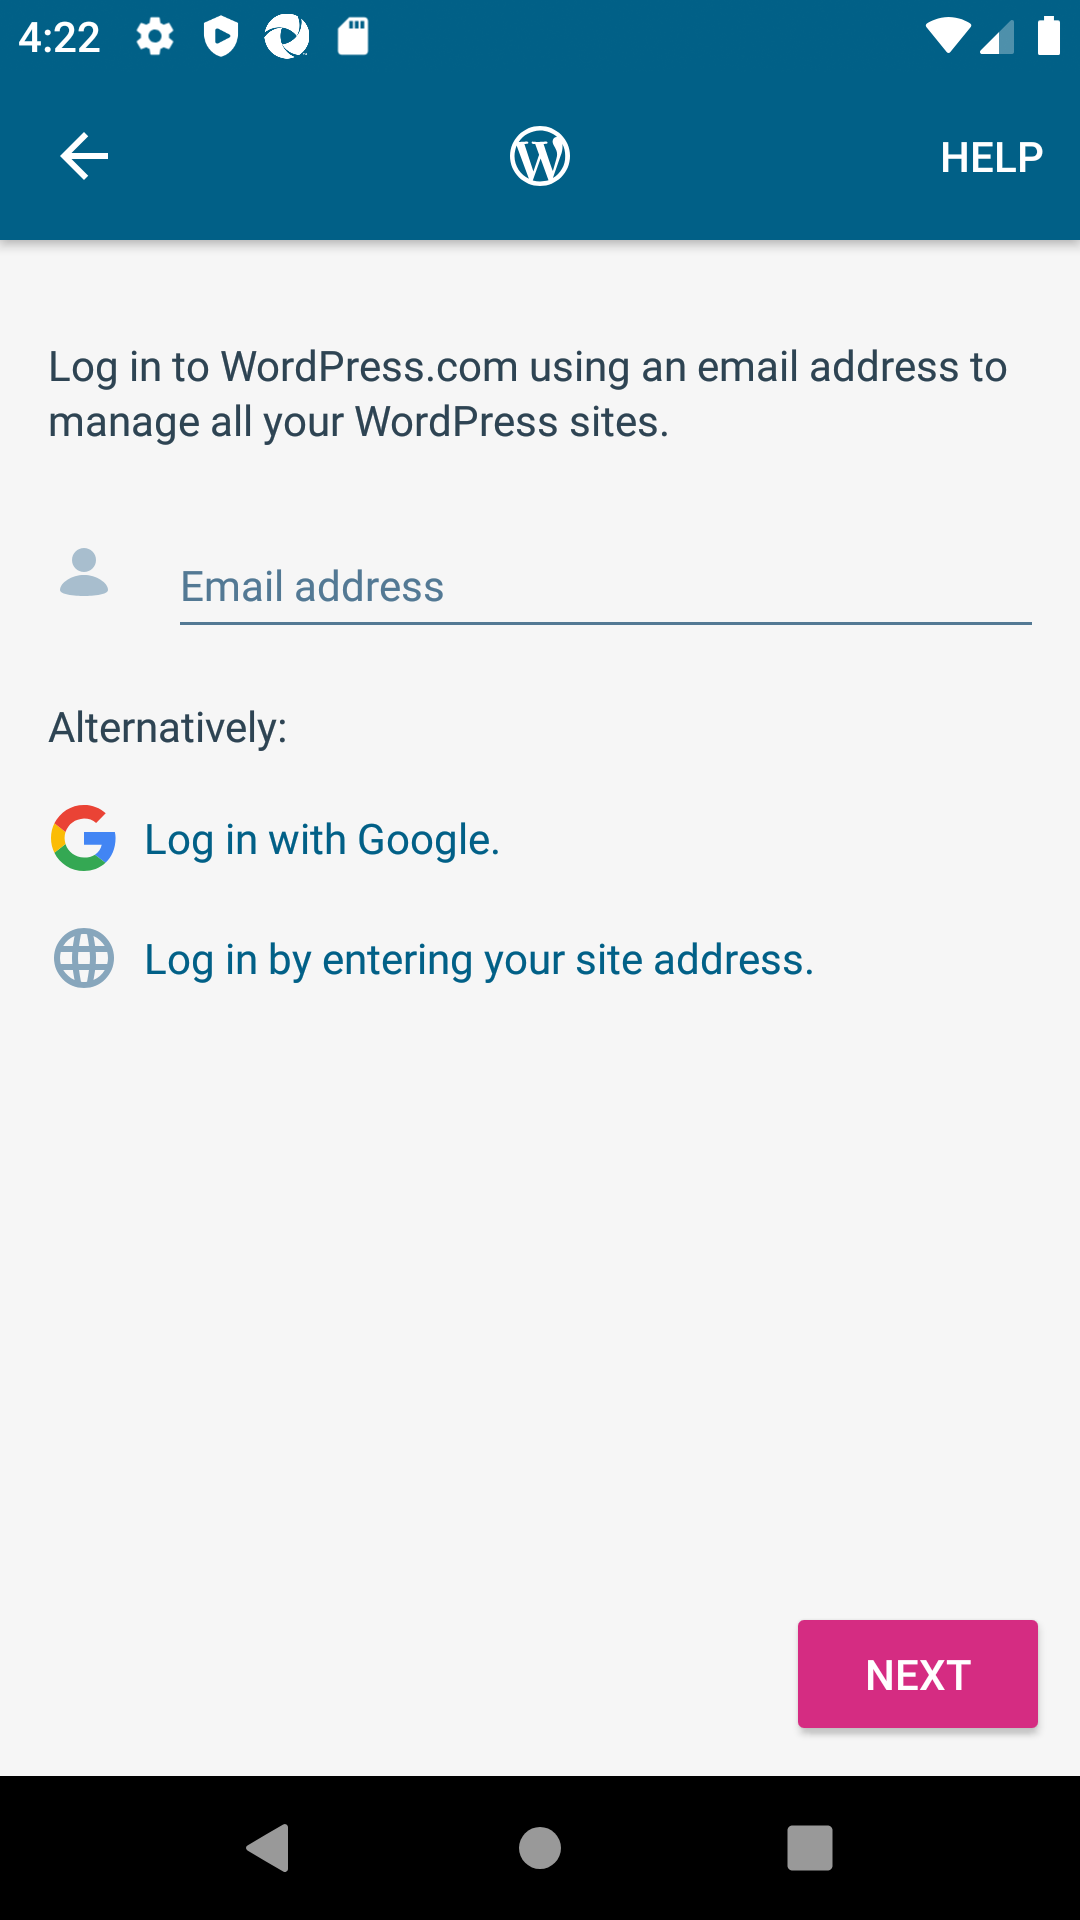 4:22
HELP
Log in to WordPress.com using an email address to
manage all your WordPress sites.
Email address
Alternatively:
Log in with Google.
Log in by entering your site address.
NEXT